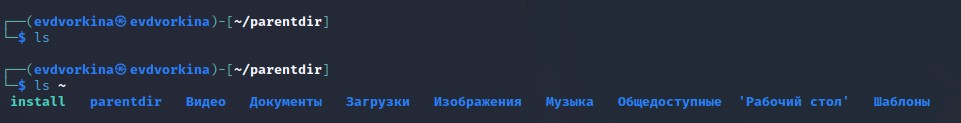 ┌──(evdvorkina㉿evdvorkina)-[~/parentdir]
└─$ ls
┌──(evdvorkina㉿evdvorkina)-[~/parentdir]
└─$ ls ~
install parentdir Видео Документы Загрузки Изображения Музыка Общедоступные 'Рабочий стол' Шаблоны